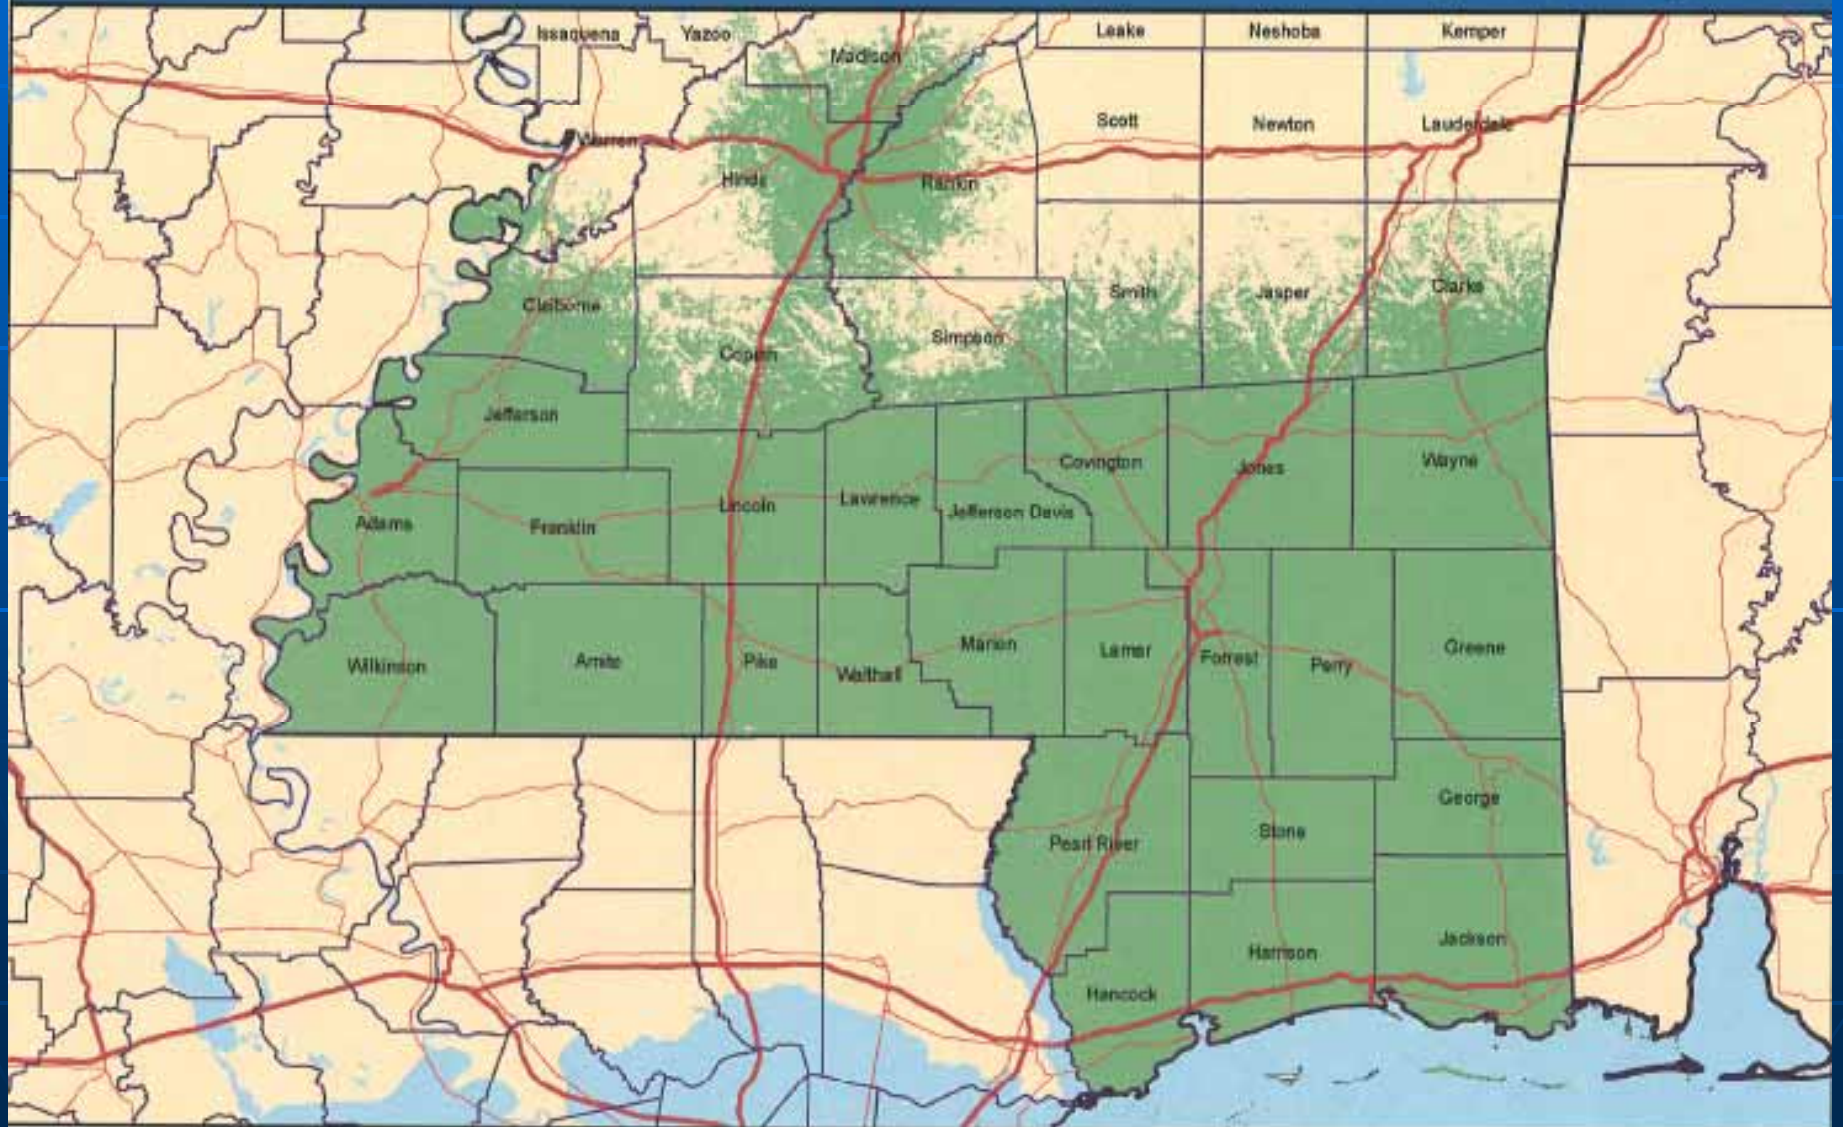 Issaquena Yazoo Leake Neshoba Kemper
Madison
Warren Scott Newton Lauderdale
Hinds Rankin
Claiborne Smith Jasper Clarke
Copiah Simpson
Jefferson
Covington Jones Wayne
Adams Franklin Lincoln Lawrence Jefferson Davis
Wilkinson Amite Pike Walthall Marion Lamar Forrest Perry Greene
George
Pearl River Stone
Harrison Jackson
Hancock